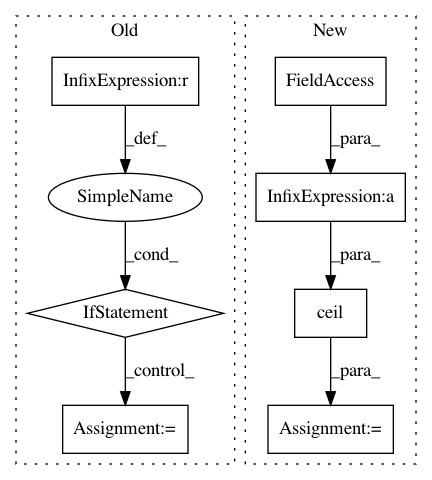 Old
New
InfixExpression:r
FieldAccess
_def_
_para_
SimpleName
InfixExpression:a
_cond_
_para_
IfStatement
ceil
_control_
_para_
Assignment:=
Assignment:=